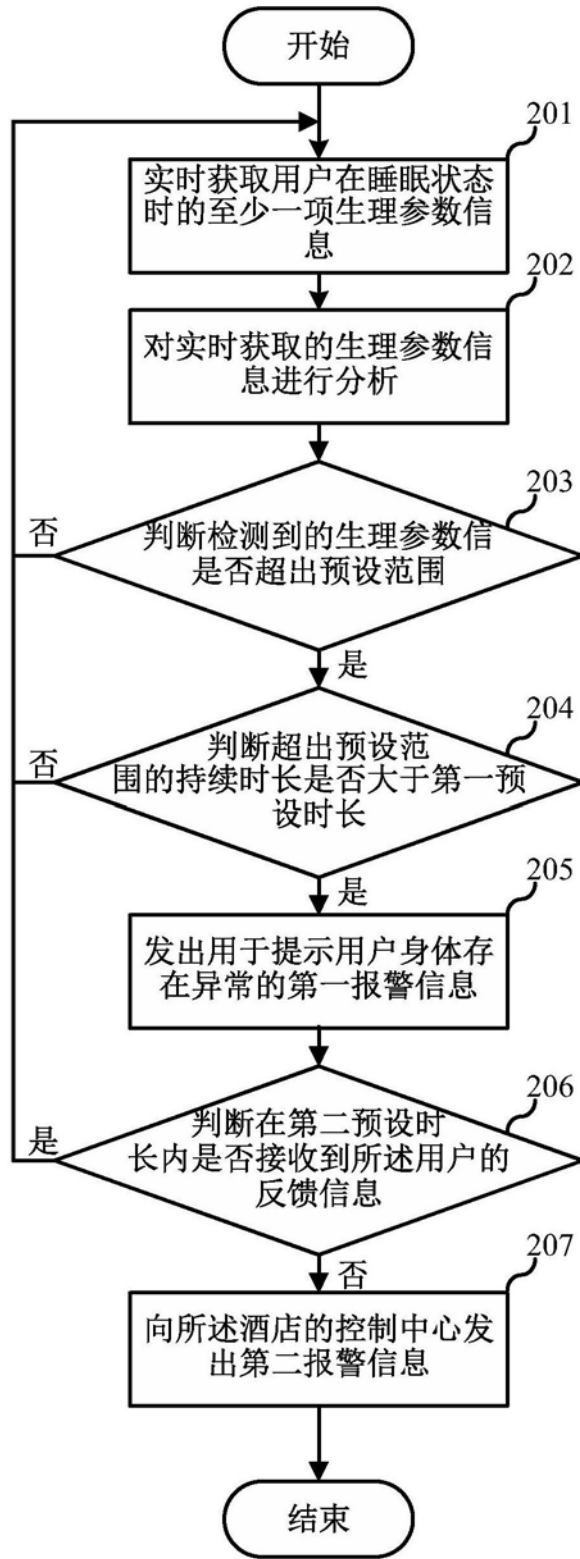 开始
201
实时获取用户在睡眠状态
时的至少一项生理参数信
息
202
对实时获取的生理参数信
息进行分析
203
否
判断检测到的生理参数信
是否超出预设范围
是
204
否
判断超出预设范
围的持续时长是否大于第一预
设时长
是
205
发出用于提示用户身体存
在异常的第一报警信息
206
是
判断在第二预设时
长内是否接收到所述用户的
反馈信息
否
207
向所述酒店的控制中心发
出第二报警信息
结束